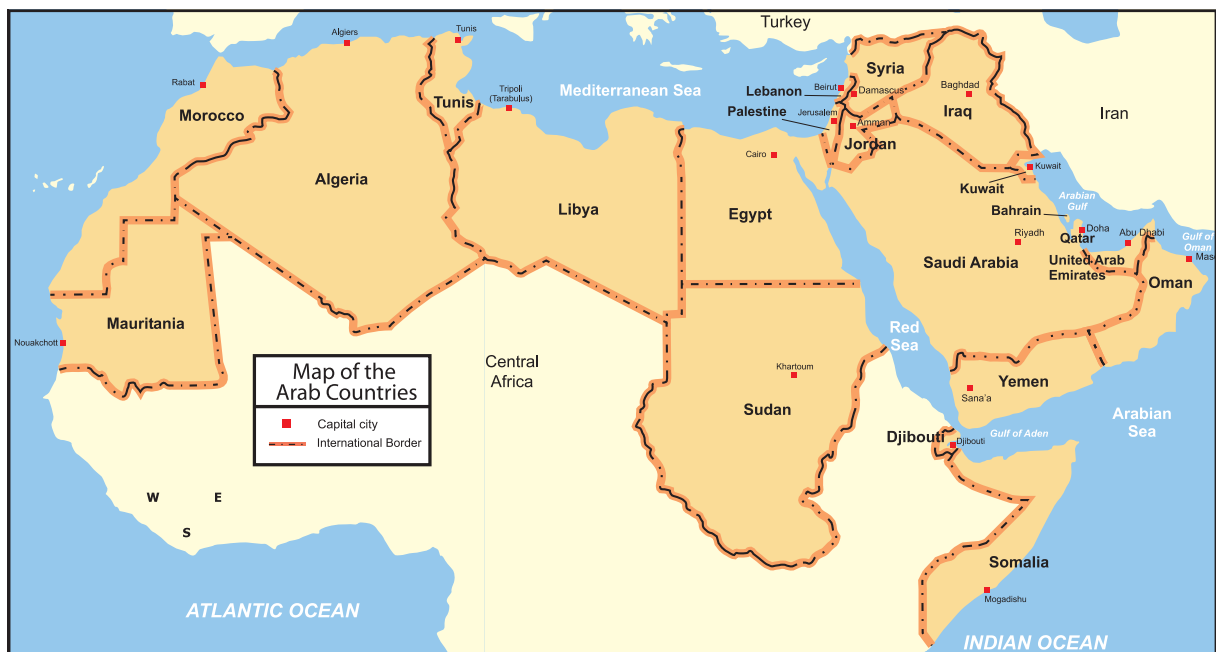 Turkey
Algiers
Tunis
Rabat
Morocco
Tunis
Tripoli
(Tarabulus)
Mediterranean Sea
Syria
Beirut
Lebanon
Damascus
Baghdad
Iraq
Iran
Palestine
Jerusalem
Amman
Jordan
Cairo
Kuwait
Kuwait
Algeria
Libya
Egypt
Arabian
Gulf
Bahrain
Doha
Qatar
Abu Dhabi
Gulf of
Oman
Masc
Riyadh
Saudi Arabia
United Arab
Emirates
Oman
Mauritania
Nouakchott
Red
Sea
Central
Africa
Khartoum
Sudan
Yemen
Sana'a
Arabian
Sea
Djibouti
Djibouti
Gulf of Aden
Map of the
Arab Countries
Capital city
International Border
W E
S
Somalia
Mogadishu
ATLANTIC OCEAN
INDIAN OCEAN